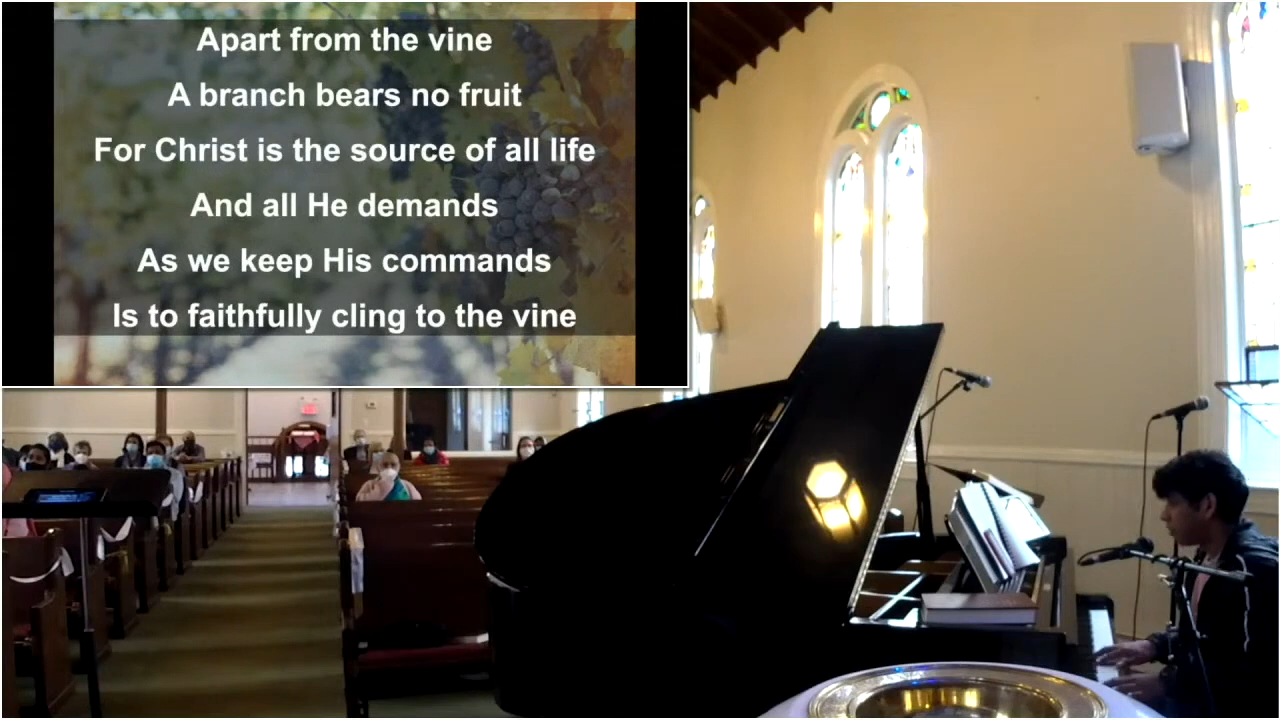 Apart from the vine
A branch bears no fruit
For Christ is the source of all life
And all He demands
As we keep His commands
Is to faithfully cling to the vine